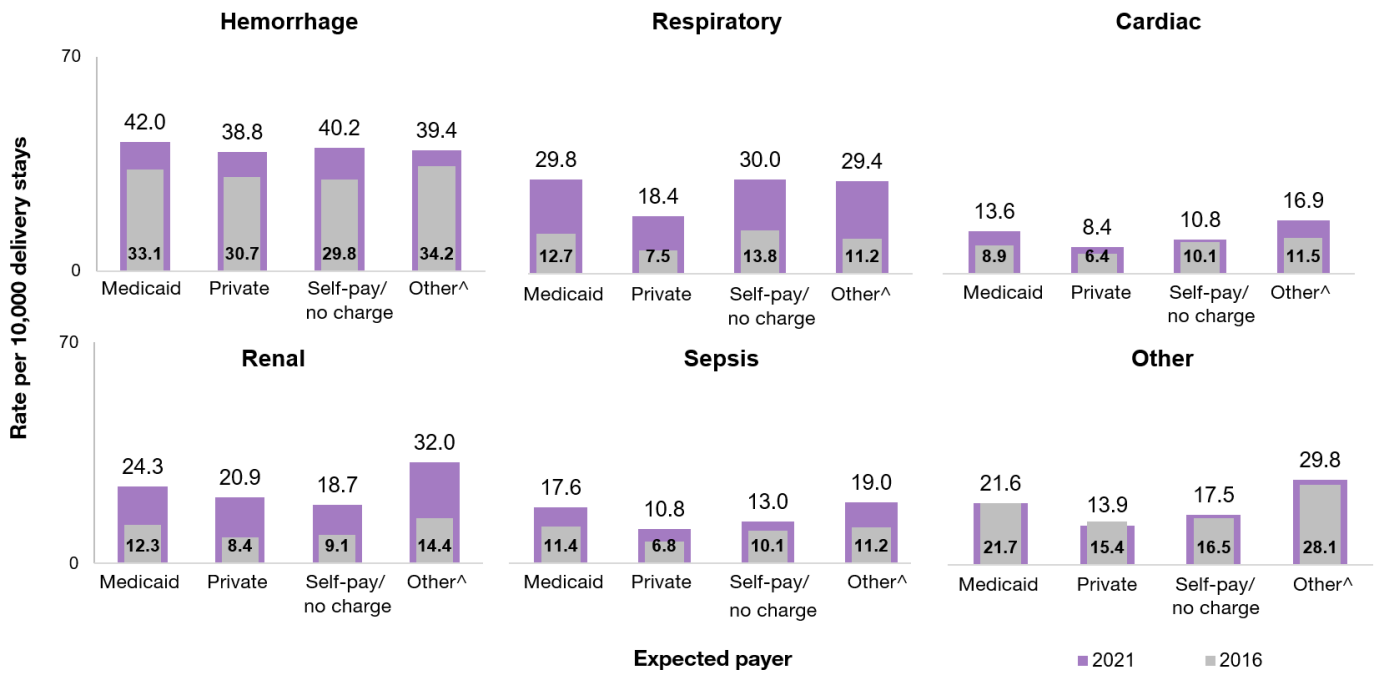 Hemorrhage
Respiratory
Cardiac
Rate per 10,000 delivery stays
70
42.0 38.8 40.2 39.4
33.1 30.7 29.8 34.2
0
Medicaid Private Self-pay/ Other^
no charge
29.8 18.4 30.0 29.4
12.7 7.5 13.8 11.2
Medicaid Private Self-pay/ Other^
no charge
13.6 8.4 10.8 16.9
8.9 6.4 10.1 11.5
Medicaid Private Self-pay/ Other^
no charge
Renal
Sepsis
Other
70
24.3 20.9 18.7 32.0
12.3 8.4 9.1 14.4
0
Medicaid Private Self-pay/ Other^
no charge
17.6 10.8 13.0 19.0
11.4 6.8 10.1 11.2
Medicaid Private Self-pay/ Other^
no charge
21.6 13.9 17.5 29.8
21.7 15.4 16.5 28.1
Medicaid Private Self-pay/ Other^
no charge
Expected payer
2021 2016